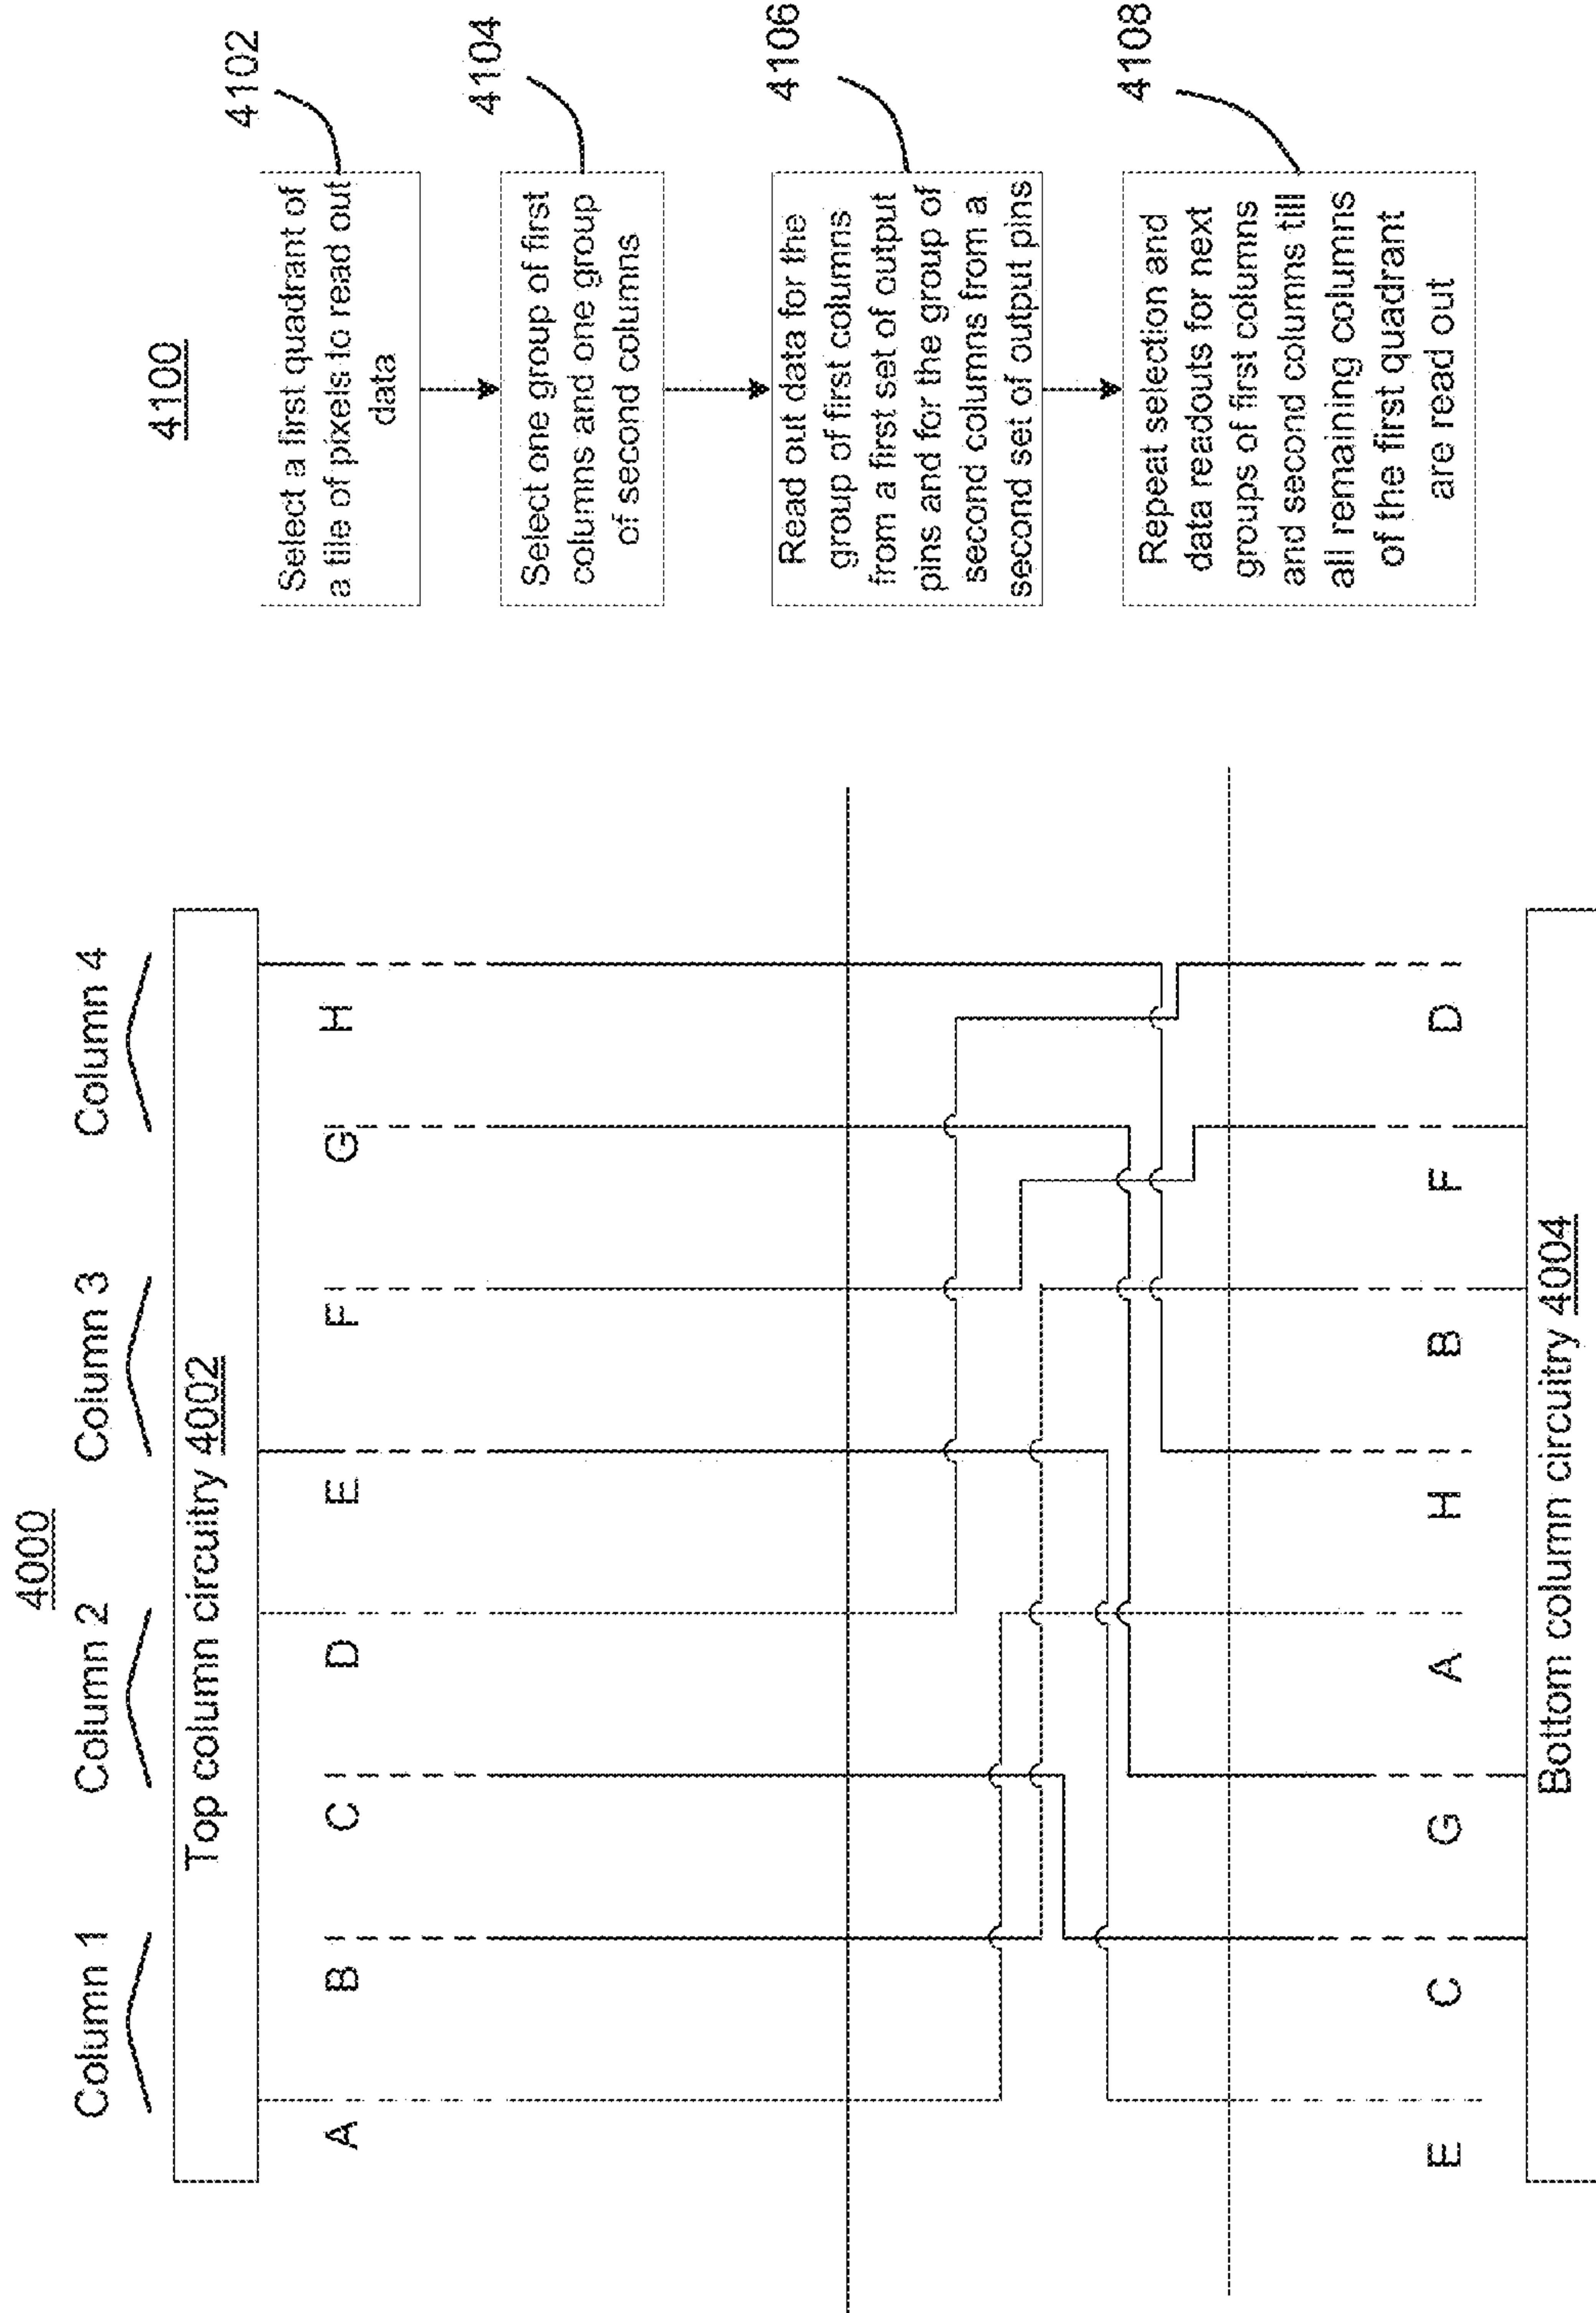 4000
Column 1
Column 2
Column 3
Column 4
Top column circuitry 4002
A
B
C
D
E
F
G
H
E
C
G
A
H
B
F
D
Bottom column circuitry 4004
4100
Select a first quadrant of
a tile of pixels to read out
data
4102
Select one group of first
columns and one group
of second columns
4104
Read out data for the
group of first columns
from a first set of output
pins and for the group of
second columns from a
second set of output pins
4106
Repeat selection and
data readouts for next
groups of first columns
and second columns till
all remaining columns
of the first quadrant
are read out
4108